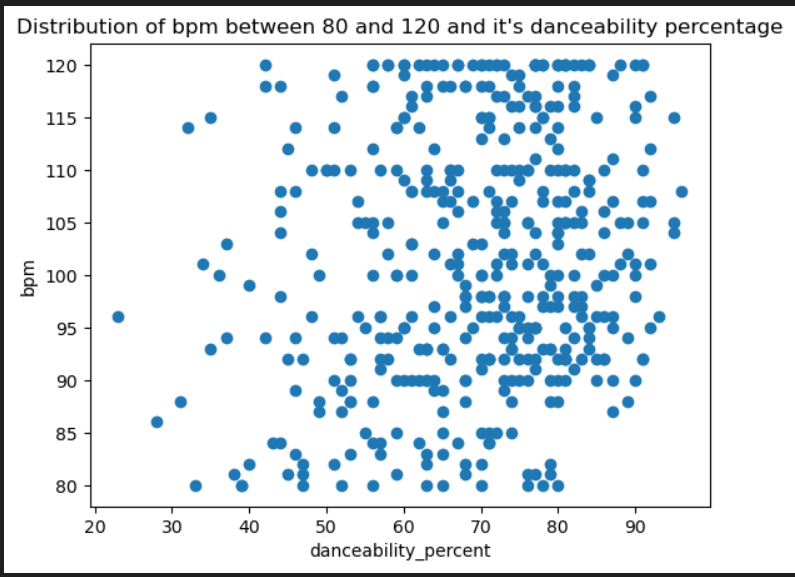 Distribution of bpm between 80 and 120 and it's danceability percentage
120
115
110
105
100
95
90
85
80
bpm
20 30 40 50 60 70 80 90
danceability_percent